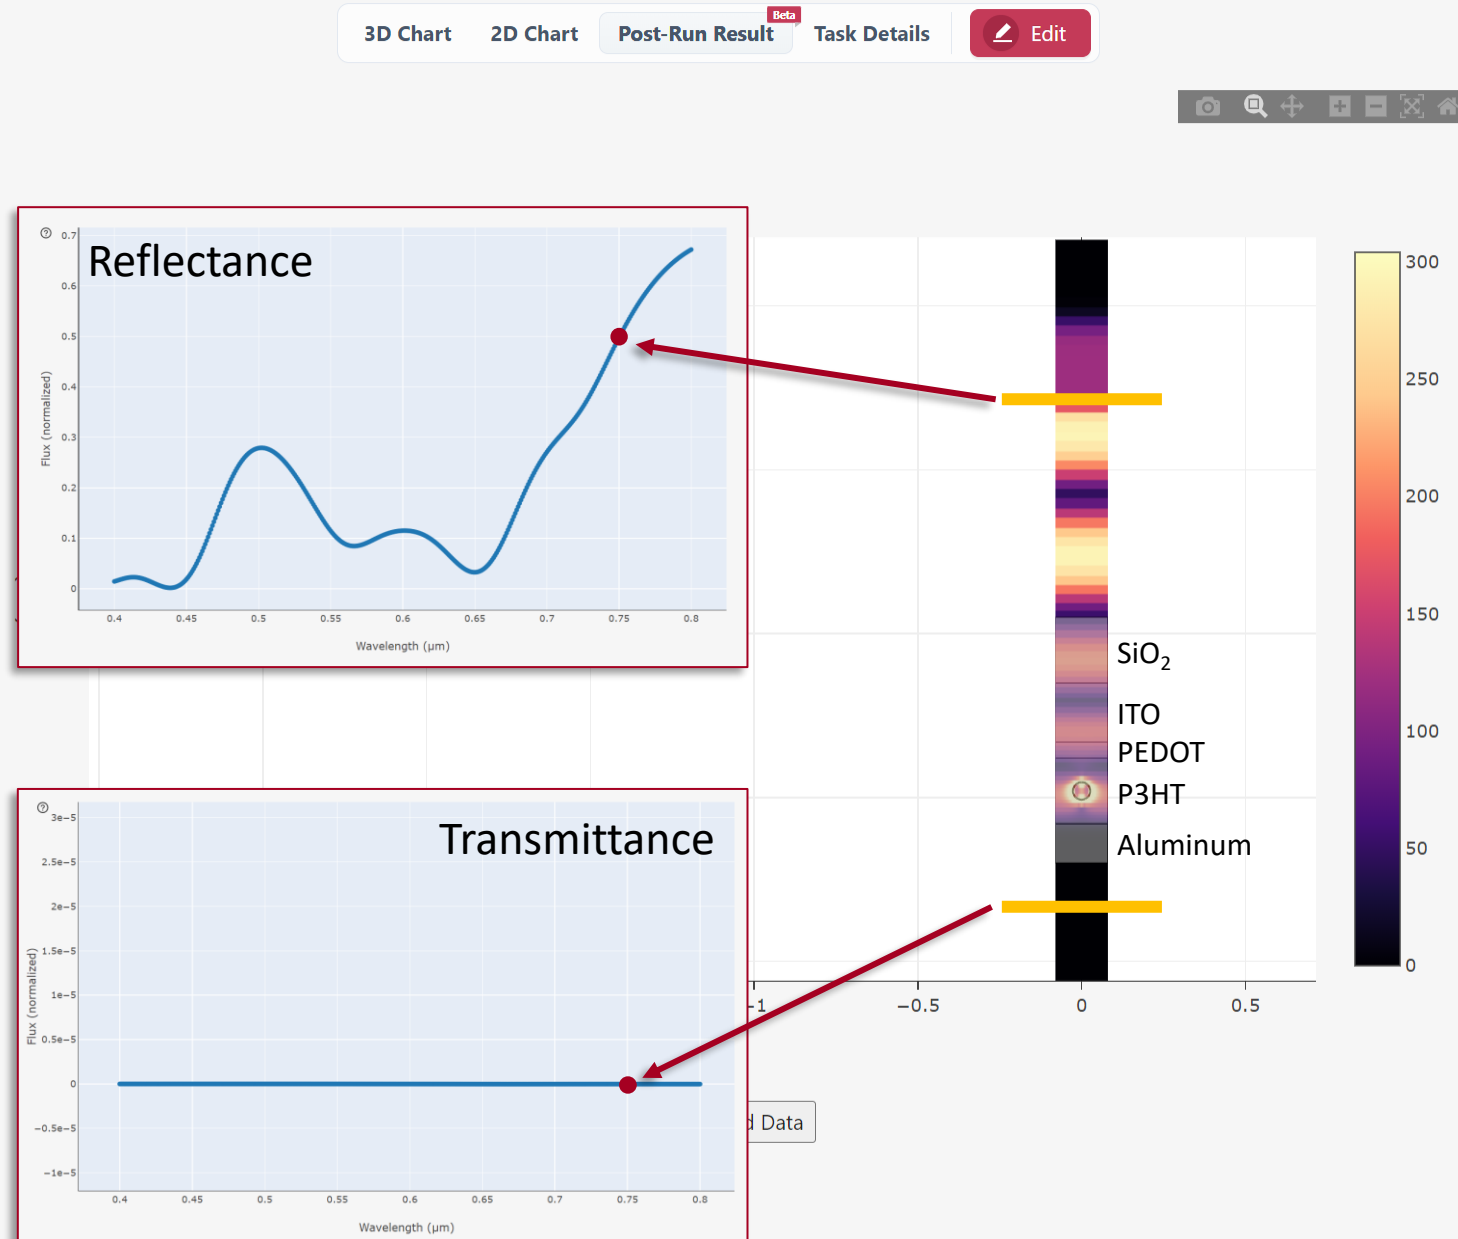 3D Chart
2D Chart
Post-Run Result
Beta
Task Details
Edit
Reflectance
0.7
0.6
0.5
0.4
0.3
0.2
0.1
0
Flux (normalized)
0.4 0.45 0.5 0.55 0.6 0.65 0.7 0.75 0.8
Wavelength (µm)
Transmittance
3e−5
2.5e−5
2e−5
1.5e−5
1e−5
0.5e−5
0
−0.5e−5
−1e−5
Flux (normalized)
0.4 0.45 0.5 0.55 0.6 0.65 0.7 0.75 0.8
Wavelength (µm)
SiO₂
ITO
PEDOT
P3HT
Aluminum
−1 −0.5 0 0.5
300
250
200
150
100
50
0
Data